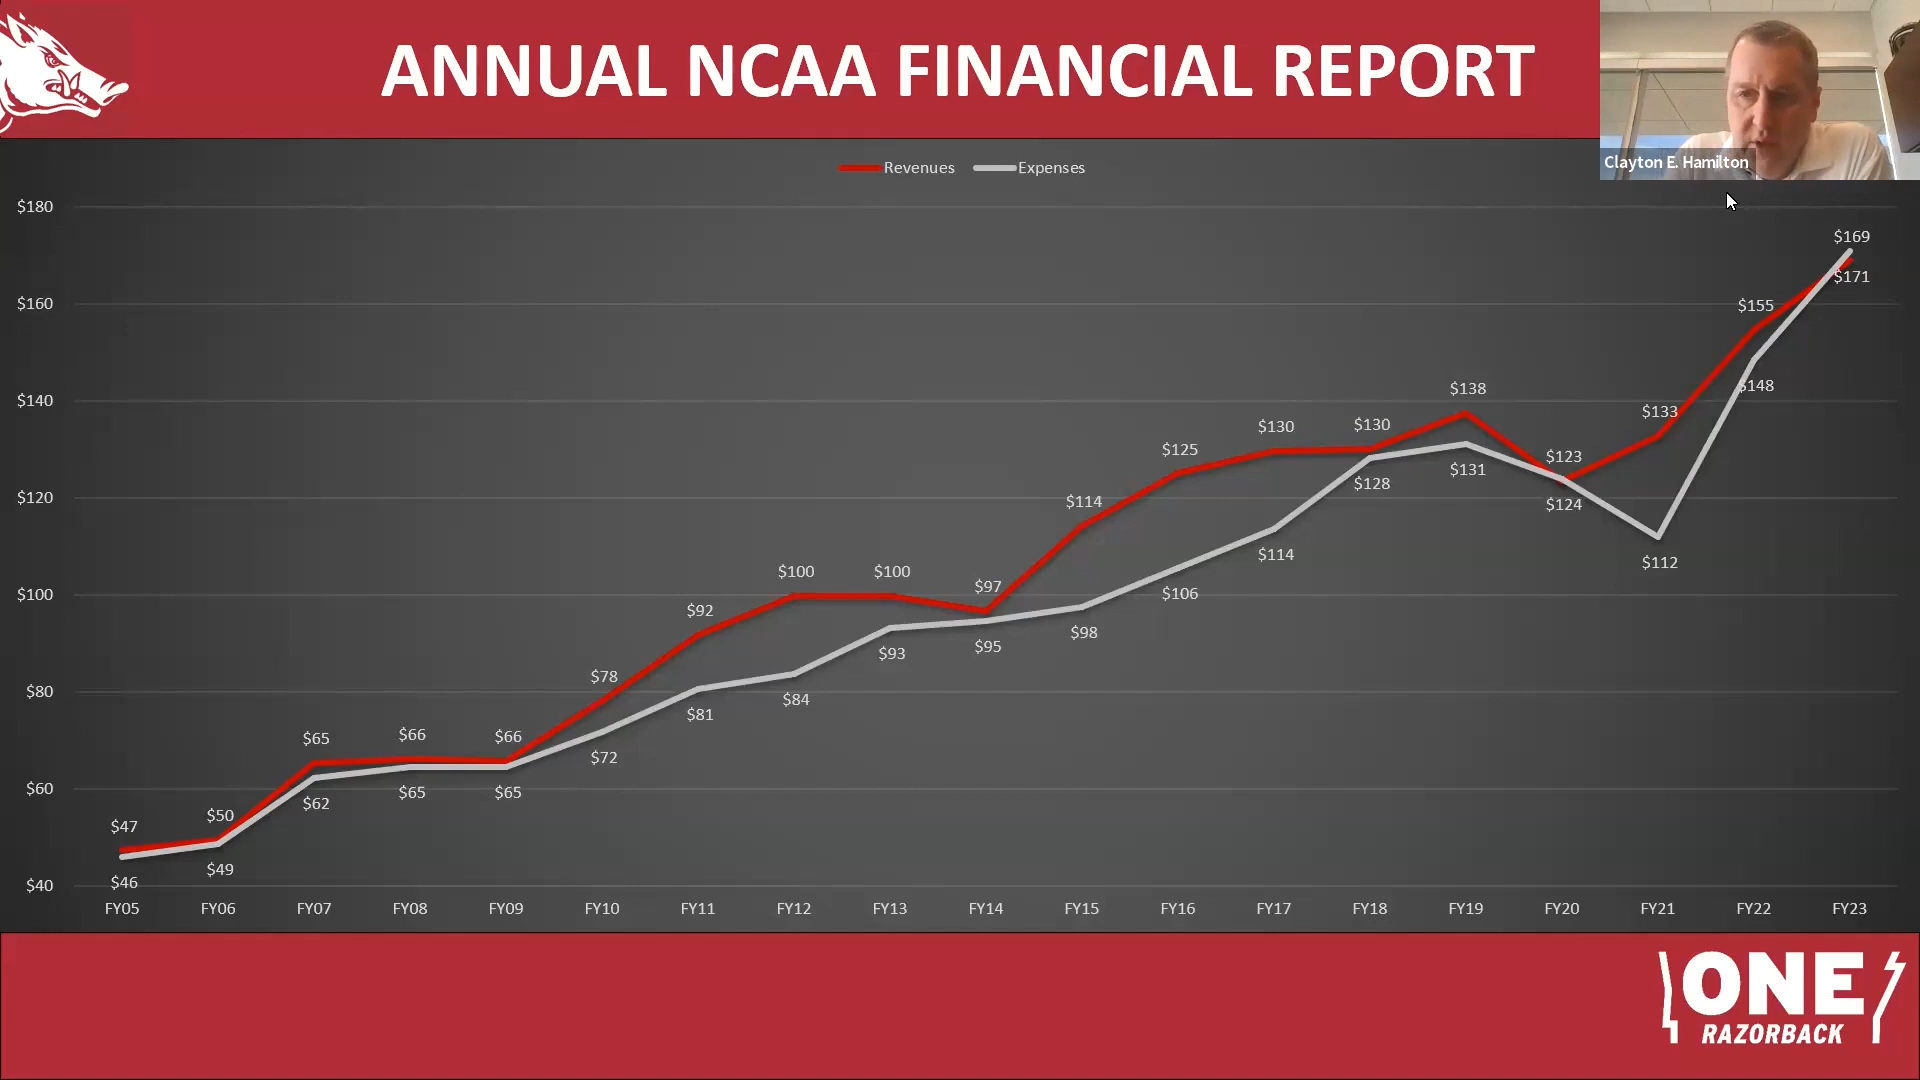 ANNUAL NCAA FINANCIAL REPORT
Clayton E. Hamilton
Revenues Expenses
$180
$160
$140
$120
$100
$80
$60
$40
$47 $50 $65 $66 $66 $78 $92 $100 $100 $97 $114 $125 $130 $130 $138 $123 $133 $155 $169
$46 $49 $62 $65 $65 $72 $81 $84 $93 $95 $98 $106 $114 $128 $131 $124 $112 $148 $171
FY05 FY06 FY07 FY08 FY09 FY10 FY11 FY12 FY13 FY14 FY15 FY16 FY17 FY18 FY19 FY20 FY21 FY22 FY23
ONE
RAZORBACK